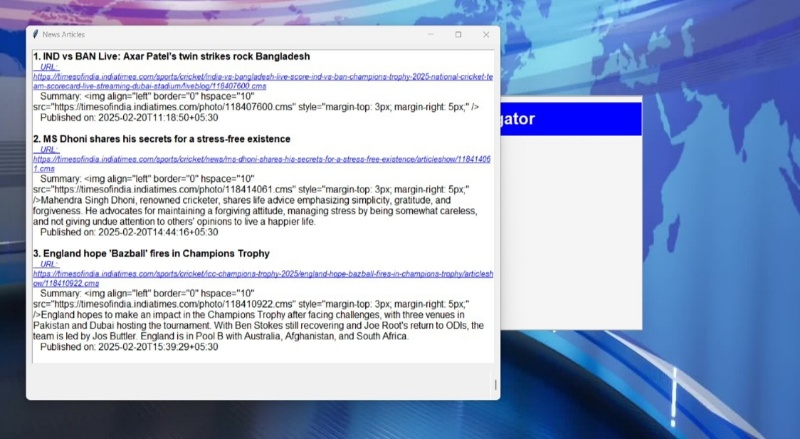 News Articles
1. IND vs BAN Live: Axar Patel's twin strikes rock Bangladesh
URL:
https://timesofindia.indiatimes.com/sports/cricket/india-vs-bangladesh-live-score-ind-vs-ban-champions-trophy-2025-national-cricket-te
am-scorecard-live-streaming-dubai-stadium/liveblog/118407600.cms
Summary: <img align="left" border="0" hspace="10"
src="https://timesofindia.indiatimes.com/photo/118407600.cms" style="margin-top: 3px; margin-right: 5px;" />
Published on: 2025-02-20T11:18:50+05:30
2. MS Dhoni shares his secrets for a stress-free existence
URL:
https://timesofindia.indiatimes.com/sports/cricket/news/ms-dhoni-shares-his-secrets-for-a-stress-free-existence/articleshow/11841406
1.cms
Summary: <img align="left" border="0" hspace="10"
src="https://timesofindia.indiatimes.com/photo/118414061.cms" style="margin-top: 3px; margin-right: 5px;"
/>Mahendra Singh Dhoni, renowned cricketer, shares life advice emphasizing simplicity, gratitude, and
forgiveness. He advocates for maintaining a forgiving attitude, managing stress by being somewhat careless,
and not giving undue attention to others' opinions to live a happier life.
Published on: 2025-02-20T14:44:16+05:30
3. England hope 'Bazball' fires in Champions Trophy
URL:
https://timesofindia.indiatimes.com/sports/cricket/icc-champions-trophy-2025/england-hope-bazball-fires-in-champions-trophy/articlesh
ow/118410922.cms
Summary: <img align="left" border="0" hspace="10"
src="https://timesofindia.indiatimes.com/photo/118410922.cms" style="margin-top: 3px; margin-right: 5px;"
/>England hopes to make an impact in the Champions Trophy after facing challenges, with three venues in
Pakistan and Dubai hosting the tournament. With Ben Stokes still recovering and Joe Root's return to ODIs, the
team is led by Jos Buttler. England is in Pool B with Australia, Afghanistan, and South Africa.
Published on: 2025-02-20T15:39:29+05:30
gator